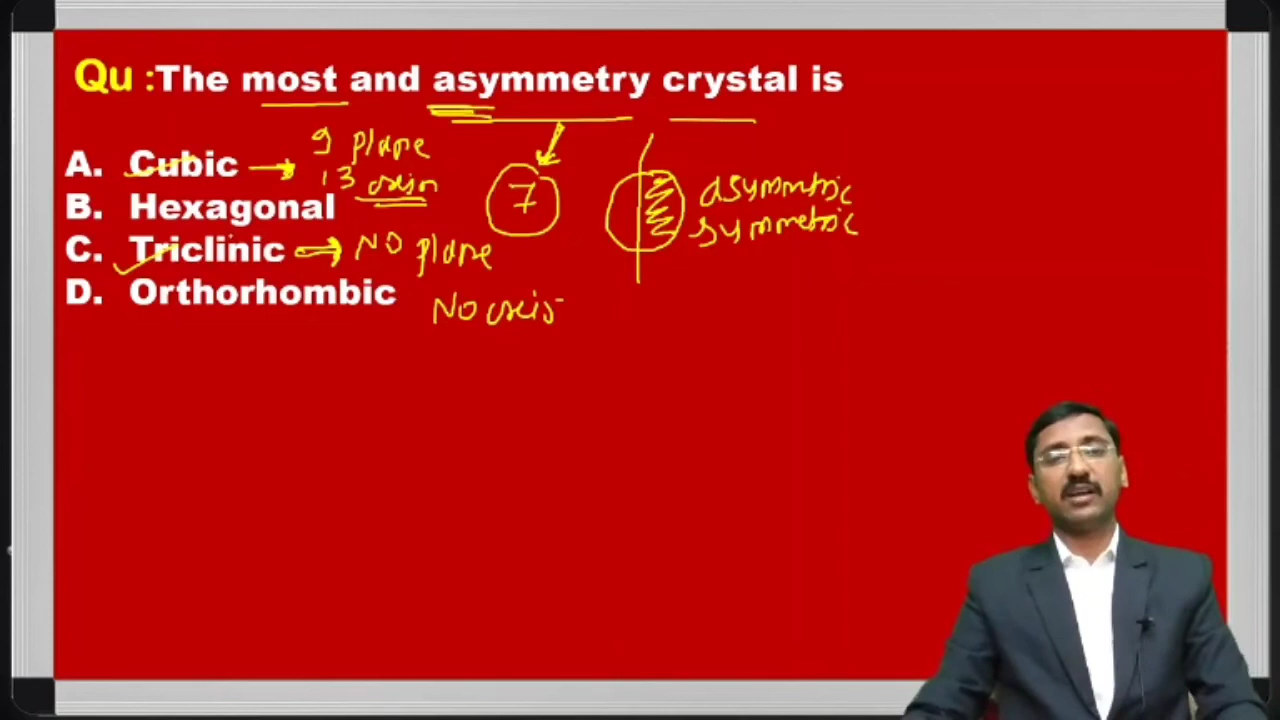 Qu :The most and asymmetry crystal is
A. Cubic → 9 plane
13 axis
B. Hexagonal
7
asymmetric
symmetric
C. Triclinic ⇒ NO plane
D. Orthorhombic
NO axis